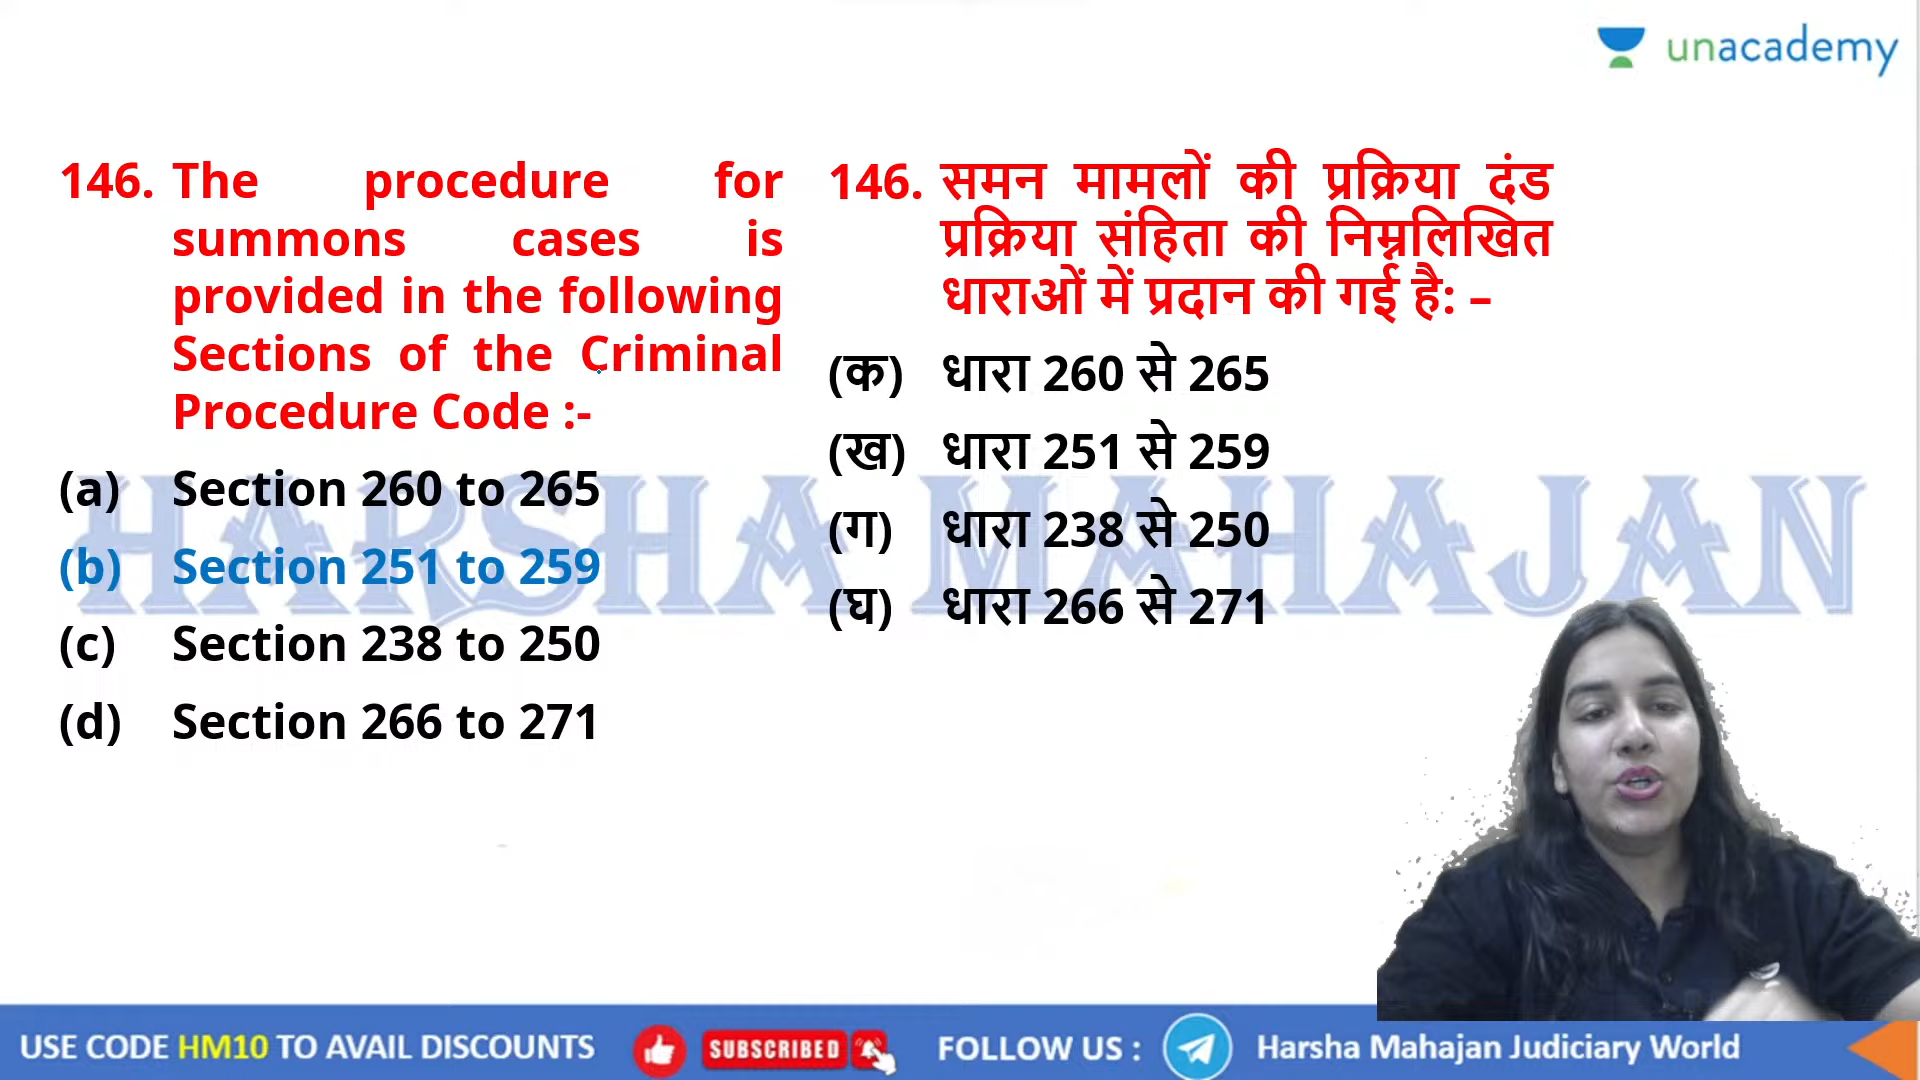 unacademy
146. The procedure for
summons cases is
provided in the following
Sections of the Criminal
Procedure Code :-
(a) Section 260 to 265
(b) Section 251 to 259
(c) Section 238 to 250
(d) Section 266 to 271
146. समन मामलों की प्रक्रिया दंड
प्रक्रिया संहिता की निम्नलिखित
धाराओं में प्रदान की गई है: –
(क) धारा 260 से 265
(ख) धारा 251 से 259
(ग) धारा 238 से 250
(घ) धारा 266 से 271
HARSHA MAHAJAN
USE CODE HM10 TO AVAIL DISCOUNTS
SUBSCRIBED
FOLLOW US :
Harsha Mahajan Judiciary World